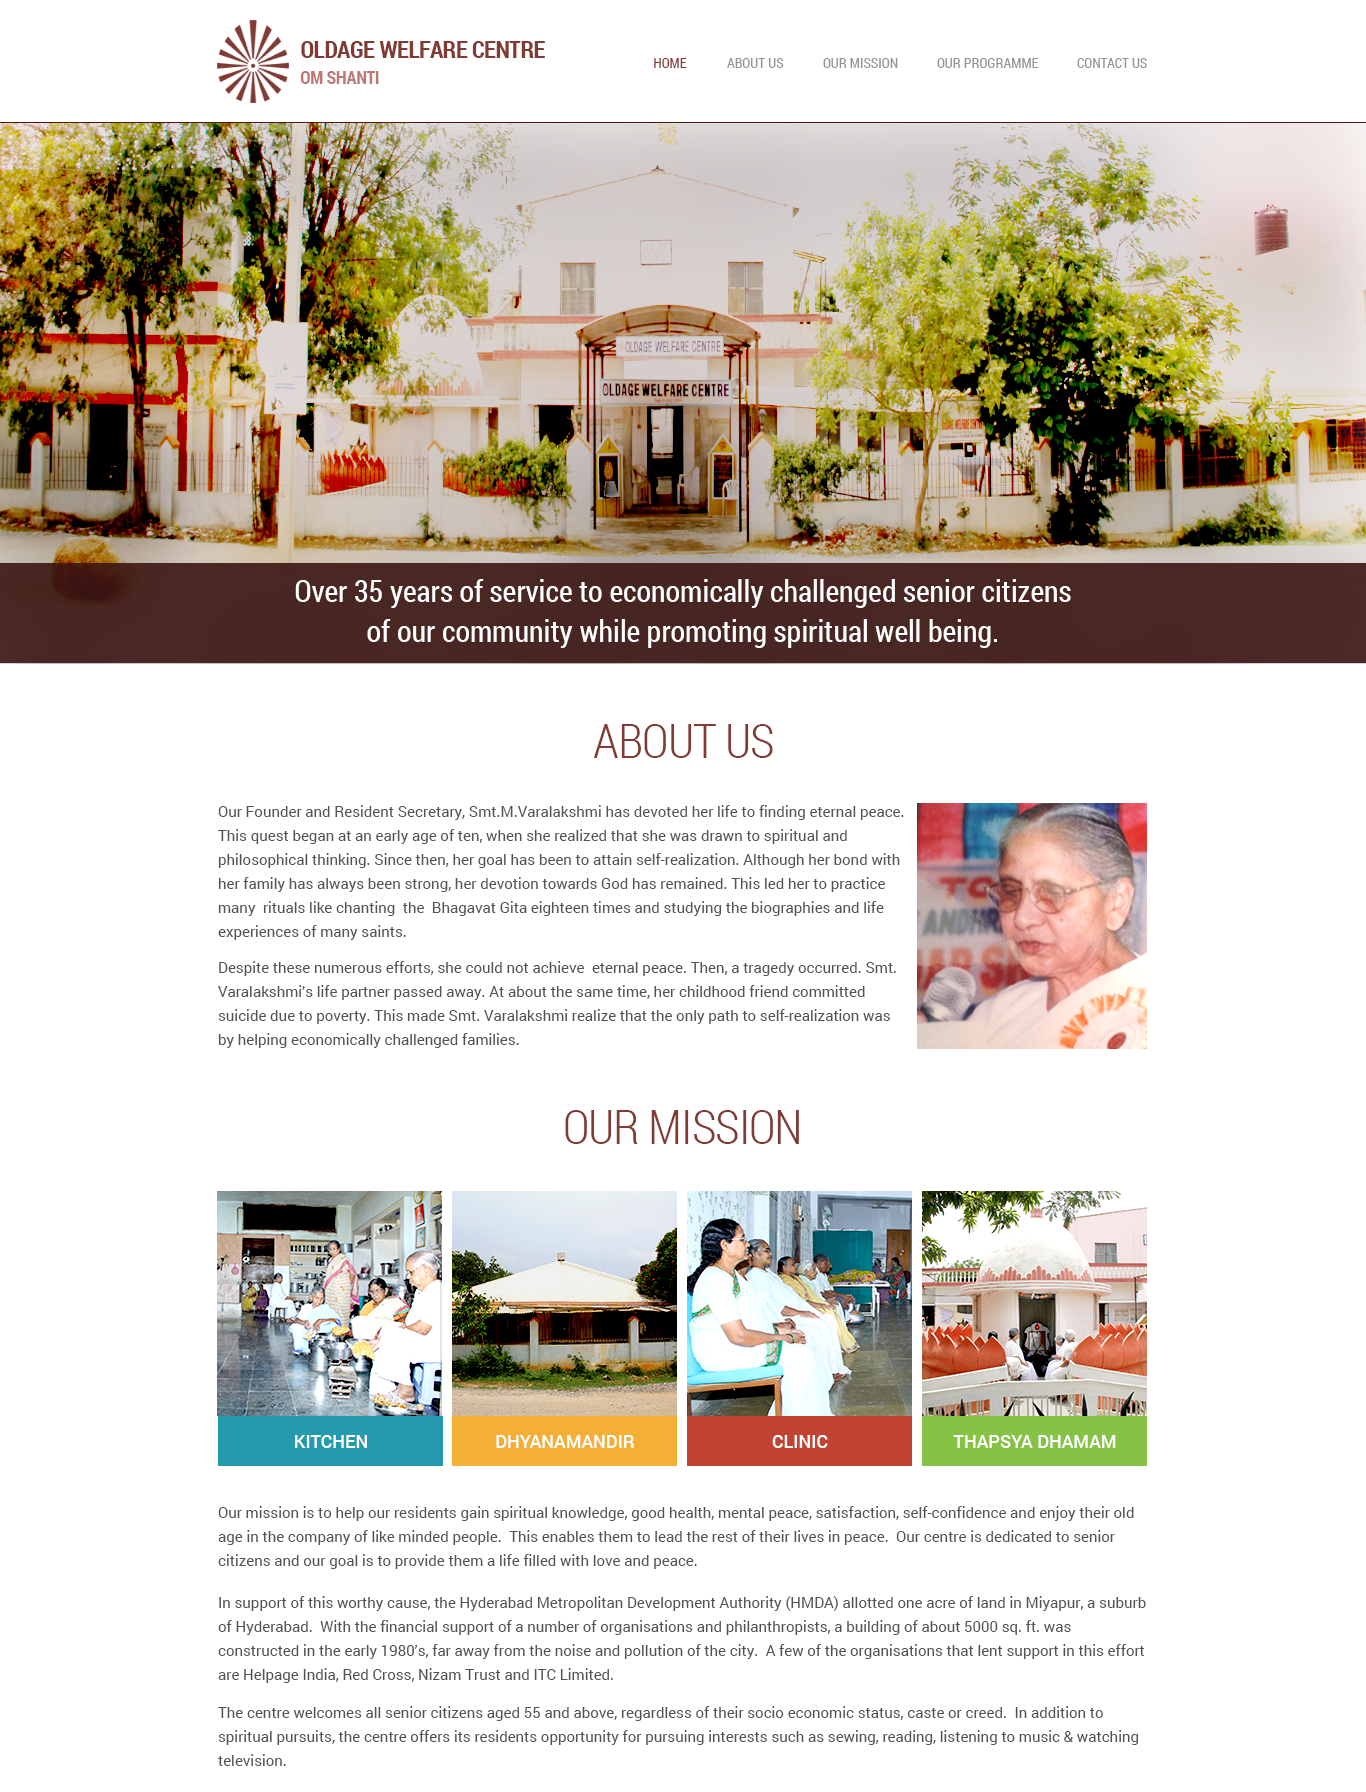 OLDAGE WELFARE CENTRE
OM SHANTI
HOME ABOUT US OUR MISSION OUR PROGRAMME CONTACT US
OLDAGE WELFARE CENTRE
OLDAGE WELFARE CENTRE
Over 35 years of service to economically challenged senior citizens
of our community while promoting spiritual well being.
ABOUT US
Our Founder and Resident Secretary, Smt.M.Varalakshmi has devoted her life to finding eternal peace.
This quest began at an early age of ten, when she realized that she was drawn to spiritual and
philosophical thinking. Since then, her goal has been to attain self-realization. Although her bond with
her family has always been strong, her devotion towards God has remained. This led her to practice
many rituals like chanting the Bhagavat Gita eighteen times and studying the biographies and life
experiences of many saints.
Despite these numerous efforts, she could not achieve eternal peace. Then, a tragedy occurred. Smt.
Varalakshmi's life partner passed away. At about the same time, her childhood friend committed
suicide due to poverty. This made Smt. Varalakshmi realize that the only path to self-realization was
by helping economically challenged families.
OUR MISSION
KITCHEN DHYANAMANDIR CLINIC THAPSYA DHAMAM
Our mission is to help our residents gain spiritual knowledge, good health, mental peace, satisfaction, self-confidence and enjoy their old
age in the company of like minded people. This enables them to lead the rest of their lives in peace. Our centre is dedicated to senior
citizens and our goal is to provide them a life filled with love and peace.
In support of this worthy cause, the Hyderabad Metropolitan Development Authority (HMDA) allotted one acre of land in Miyapur, a suburb
of Hyderabad. With the financial support of a number of organisations and philanthropists, a building of about 5000 sq. ft. was
constructed in the early 1980's, far away from the noise and pollution of the city. A few of the organisations that lent support in this effort
are Helpage India, Red Cross, Nizam Trust and ITC Limited.
The centre welcomes all senior citizens aged 55 and above, regardless of their socio economic status, caste or creed. In addition to
spiritual pursuits, the centre offers its residents opportunity for pursuing interests such as sewing, reading, listening to music & watching
television.